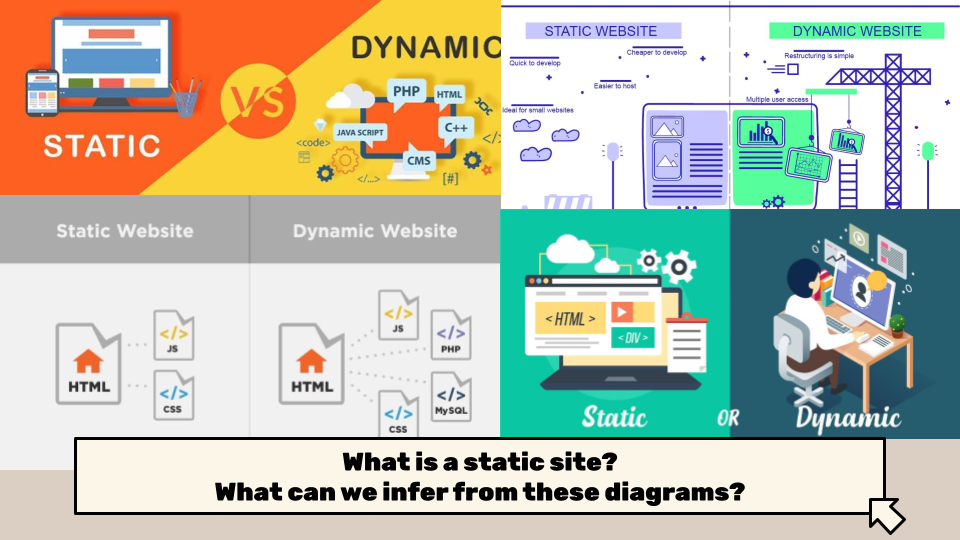 STATIC
VS
DYNAMIC
PHP
HTML
JAVA SCRIPT
C++
<code>
CMS
</>
</...>
[#]
STATIC WEBSITE
DYNAMIC WEBSITE
Cheaper to develop
Restructuring is simple
Quick to develop
Easier to host
Multiple user access
Ideal for small websites
Static Website
Dynamic Website
</>
JS
HTML
</>
CSS
</>
JS
</>
PHP
HTML
</>
MySQL
</>
CSS
< HTML >
< DIV >
Static
OR
Dynamic
What is a static site?
What can we infer from these diagrams?